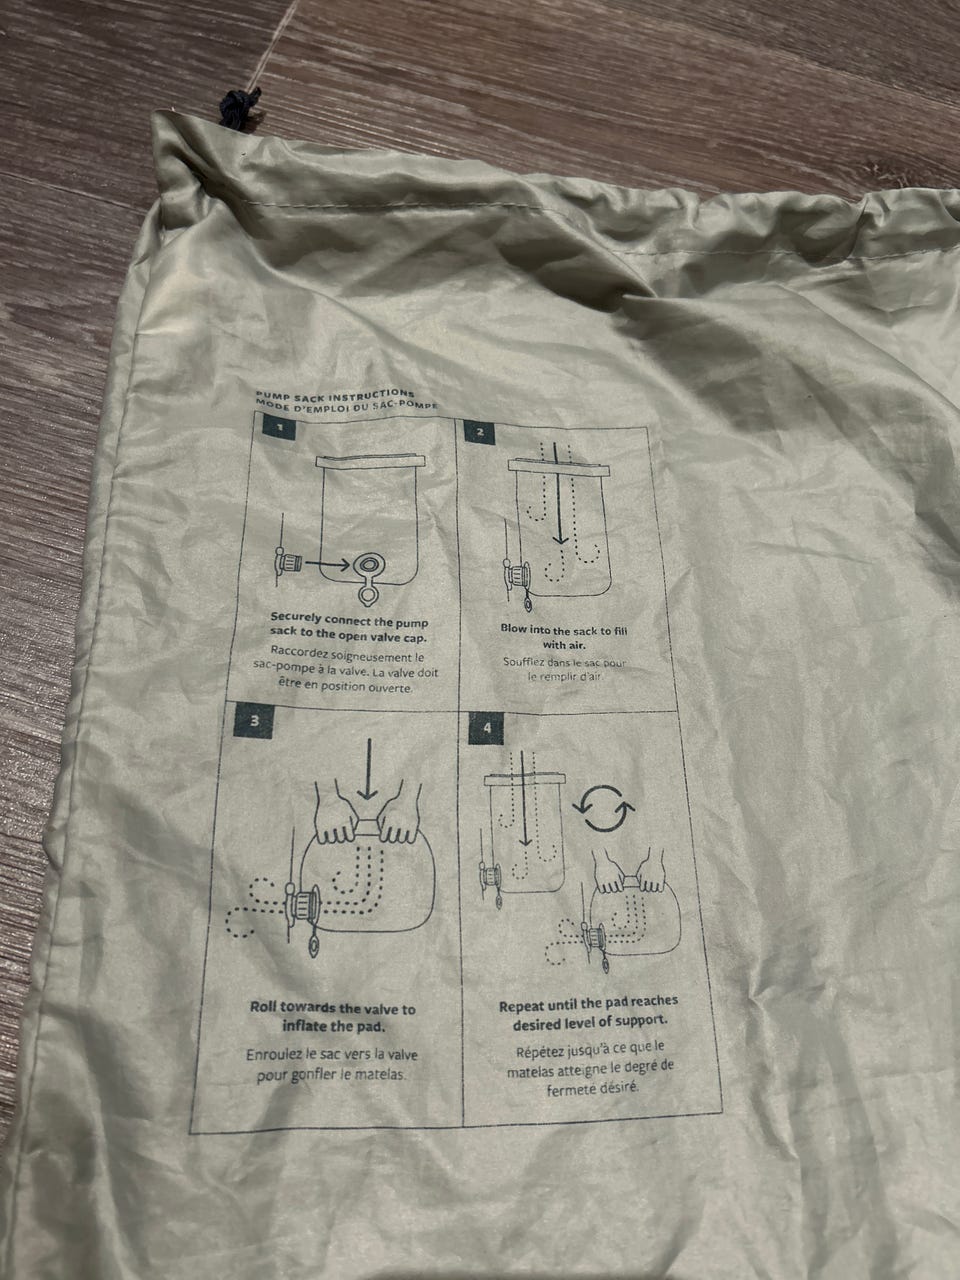 PUMP SACK INSTRUCTIONS
MODE D'EMPLOI DU SAC-POMPE
1
Securely connect the pump
sack to the open valve cap.
Raccordez soigneusement le
sac-pompe à la valve. La valve doit
être en position ouverte.
2
Blow into the sack to fill
with air.
Soufflez dans le sac pour
le remplir d'air.
3
Roll towards the valve to
inflate the pad.
Enroulez le sac vers la valve
pour gonfler le matelas.
4
Repeat until the pad reaches
desired level of support.
Répétez jusqu'à ce que le
matelas atteigne le degré de
fermeté désiré.